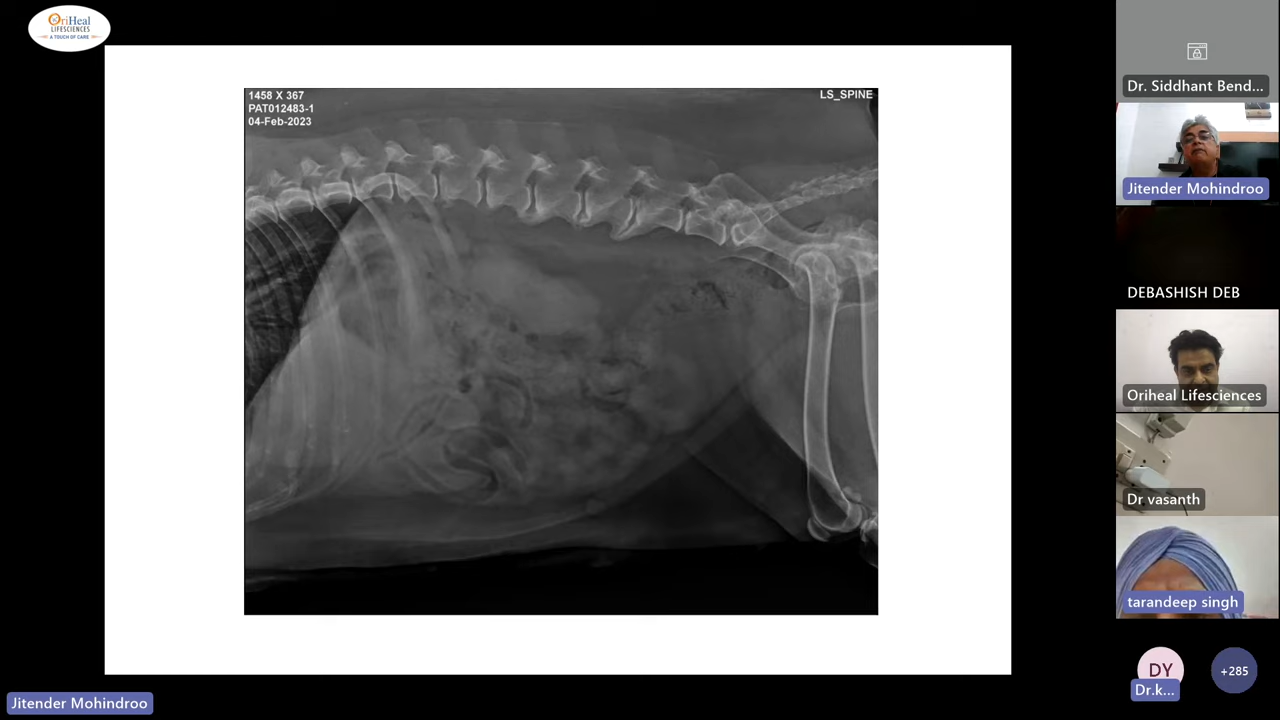 OriHeal
LIFESCIENCES
A TOUCH OF CARE
1458 X 367
PAT012483-1
04-Feb-2023
LS_SPINE
Dr. Siddhant Bend...
Jitender Mohindroo
DEBASHISH DEB
Oriheal Lifesciences
Dr vasanth
tarandeep singh
DY
Dr.k...
+285
Jitender Mohindroo